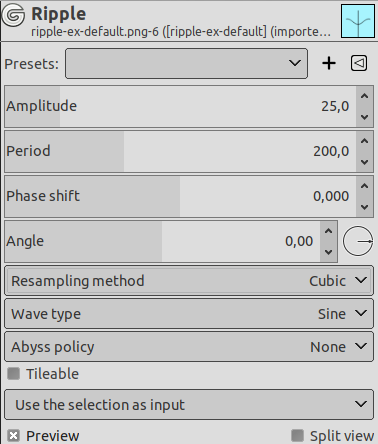 Ripple
ripple-ex-default.png-6 ([ripple-ex-default] (importe...
Presets:
Amplitude 25,0
Period 200,0
Phase shift 0,000
Angle 0,00
Resampling method Cubic
Wave type Sine
Abyss policy None
Tileable
Use the selection as input
Preview Split view